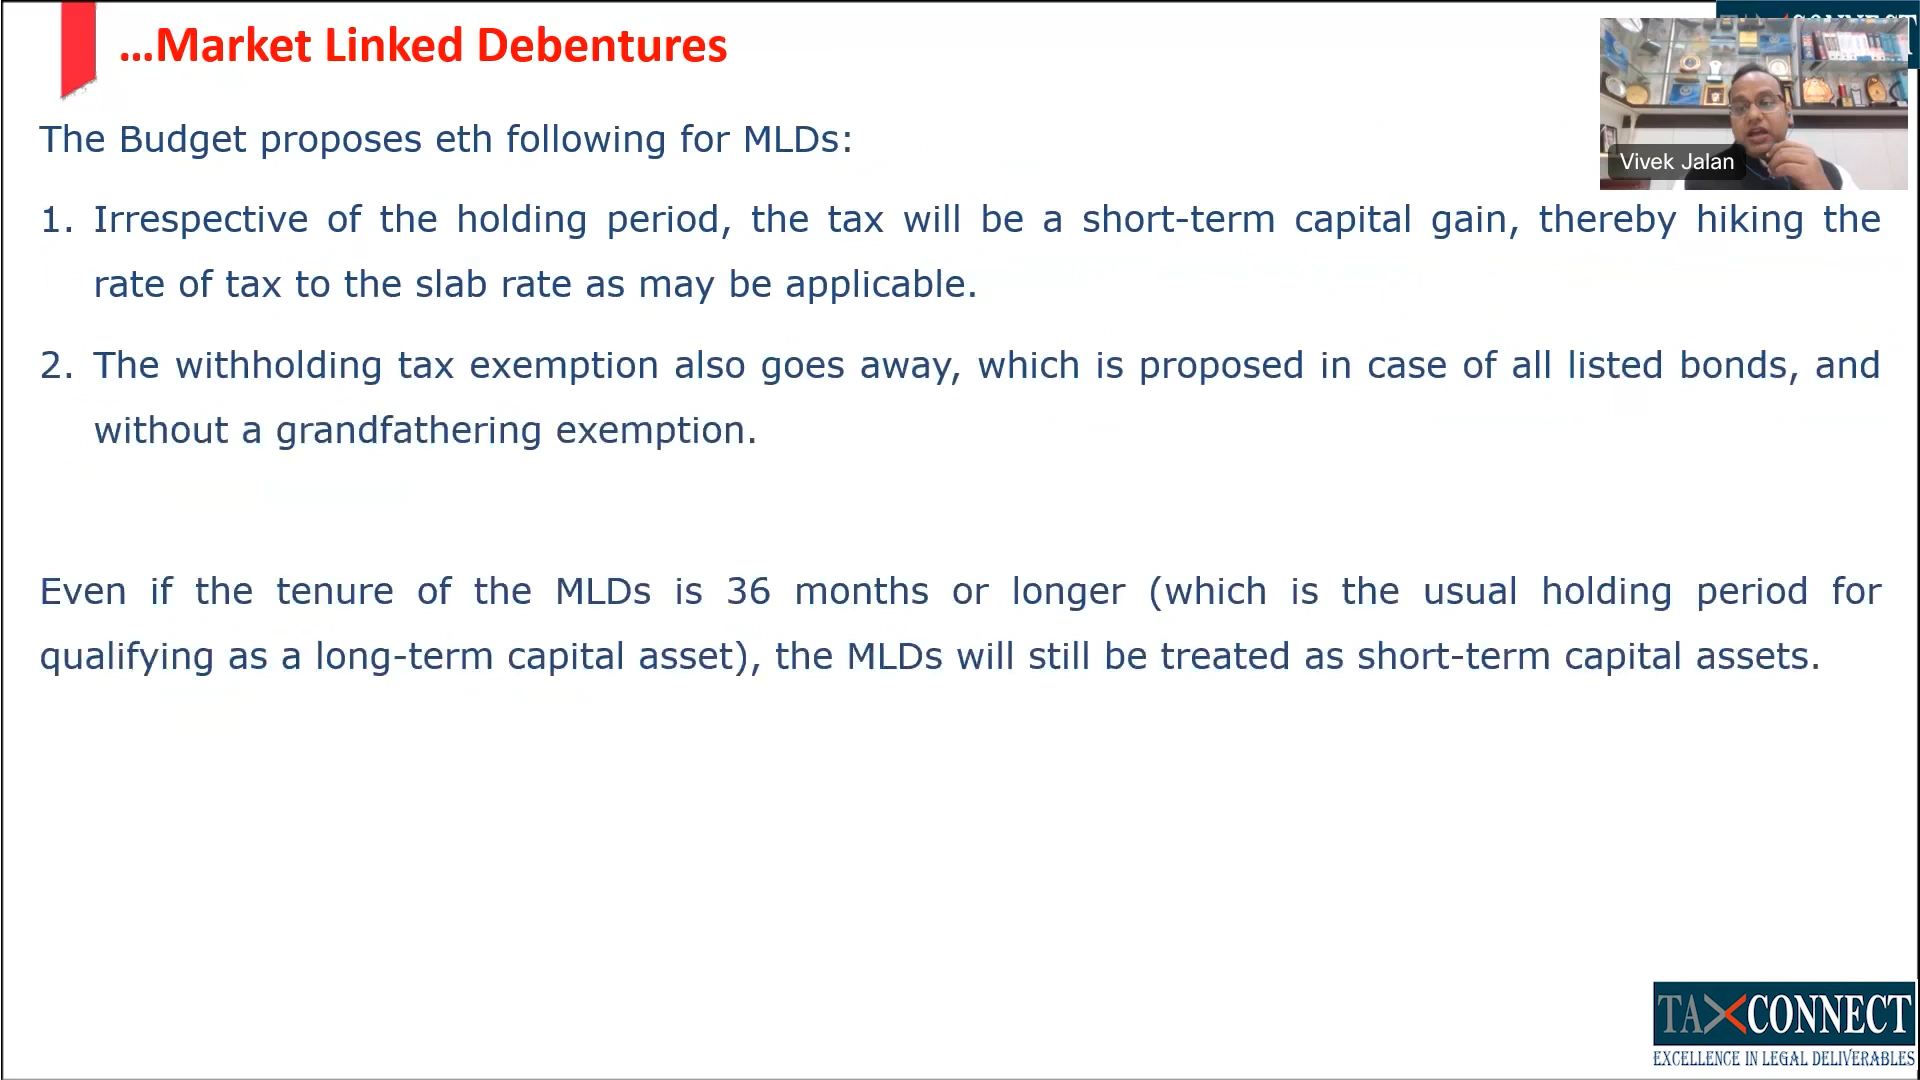 ...Market Linked Debentures
Vivek Jalan
The Budget proposes eth following for MLDs:
1. Irrespective of the holding period, the tax will be a short-term capital gain, thereby hiking the
rate of tax to the slab rate as may be applicable.
2. The withholding tax exemption also goes away, which is proposed in case of all listed bonds, and
without a grandfathering exemption.
Even if the tenure of the MLDs is 36 months or longer (which is the usual holding period for
qualifying as a long-term capital asset), the MLDs will still be treated as short-term capital assets.
TAXCONNECT
EXCELLENCE IN LEGAL DELIVERABLES